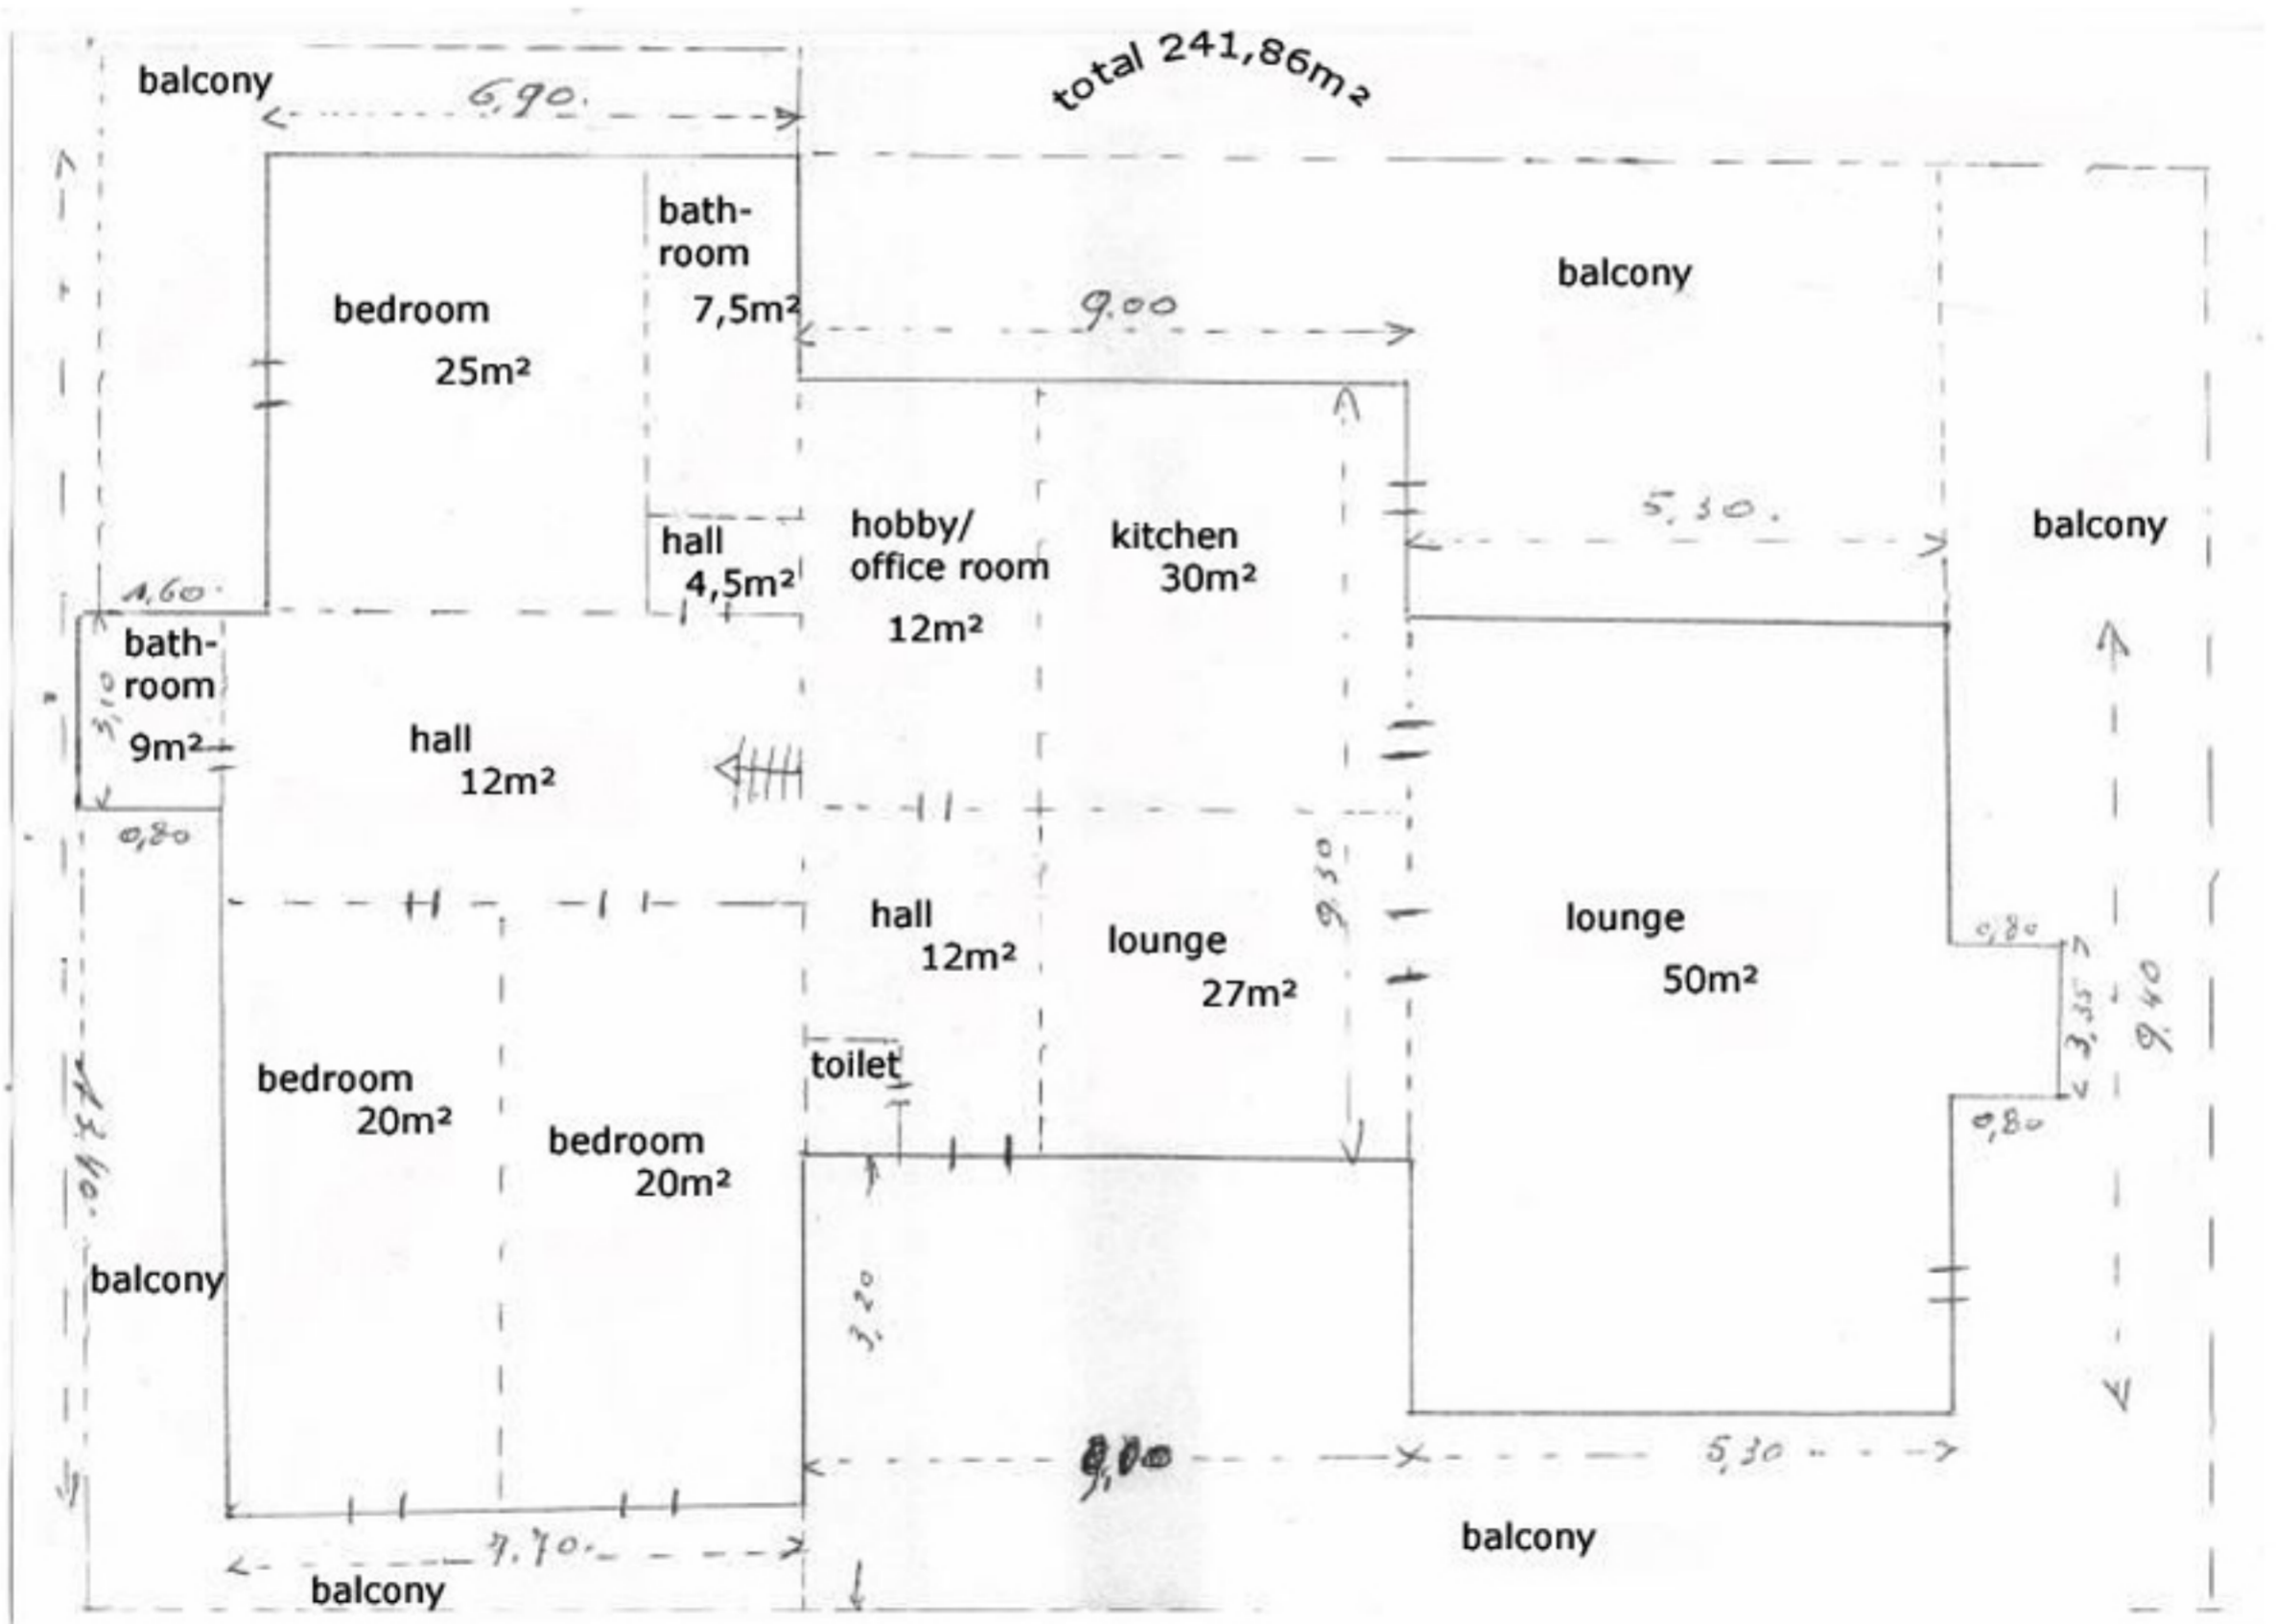 total 241,86m²
balcony
6,90.
bath-
room
7,5m²
bedroom
25m²
balcony
9.00
5,30.
balcony
hall
4,5m²
hobby/
office room
12m²
kitchen
30m²
1,60.
bath-
room
9m²
3,10
0,80
hall
12m²
hall
12m²
lounge
27m²
9.30
lounge
50m²
0,80
3,35
9,40
0,80
toilet
bedroom
20m²
bedroom
20m²
balcony
3,20
5,30
7.70.
balcony
balcony